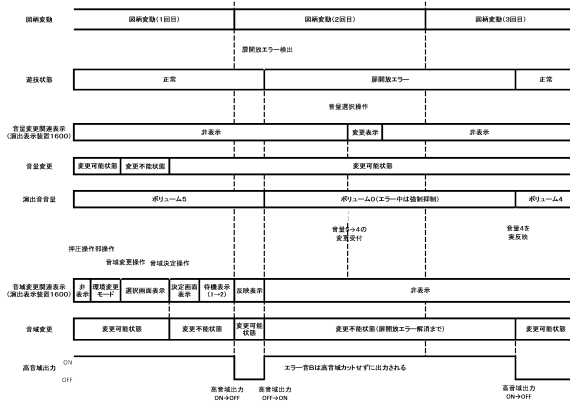 図柄変動
図柄変動(1回目)
図柄変動(2回目)
図柄変動(3回目)
扉開放エラー検出
遊技状態
正常
扉開放エラー
正常
音量選択操作
音量変更関連表示
(演出表示装置1600)
非表示
変更表示
非表示
音量変更
変更可能状態
変更不能状態
変更可能状態
演出音音量
ボリューム5
ボリューム0(エラー中は強制抑制)
ボリューム4
音量5→4の
変更受付
音量4を
実反映
押圧操作部操作
音域変更操作
音域決定操作
音域変更関連表示
(演出表示装置1600)
非
表示
環境変更
モード
選択画面表示
決定画面
表示
待機表示
(1→2)
反映表示
非表示
音域変更
変更可能状態
変更不能状態
変更可能
状態
変更不能状態(扉開放エラー解消まで)
変更可能状態
高音域出力
ON
OFF
エラー音Bは高音域カットせずに出力される
高音域出力
ON→OFF
高音域出力
OFF→ON
高音域出力
ON→OFF